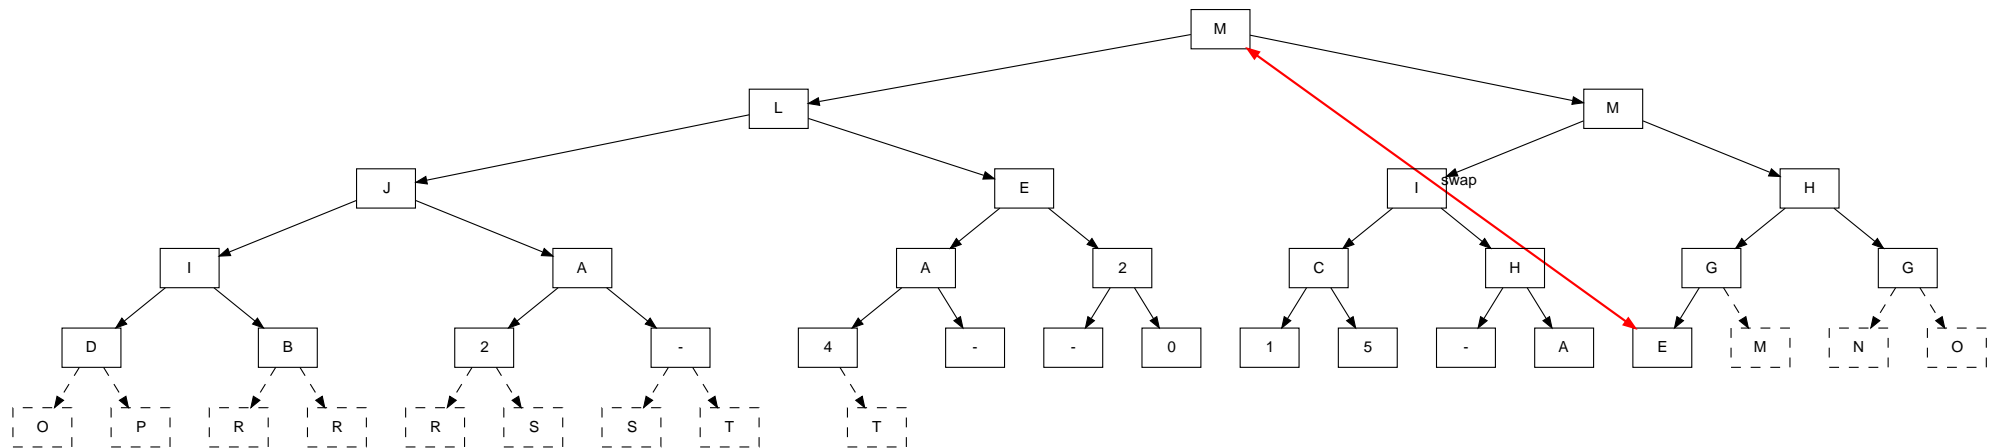 M
L M
J E I H
swap
I A A 2 C H G G
D B 2 - 4 - - 0 1 5 - A E M N O
O P R R R S S T T